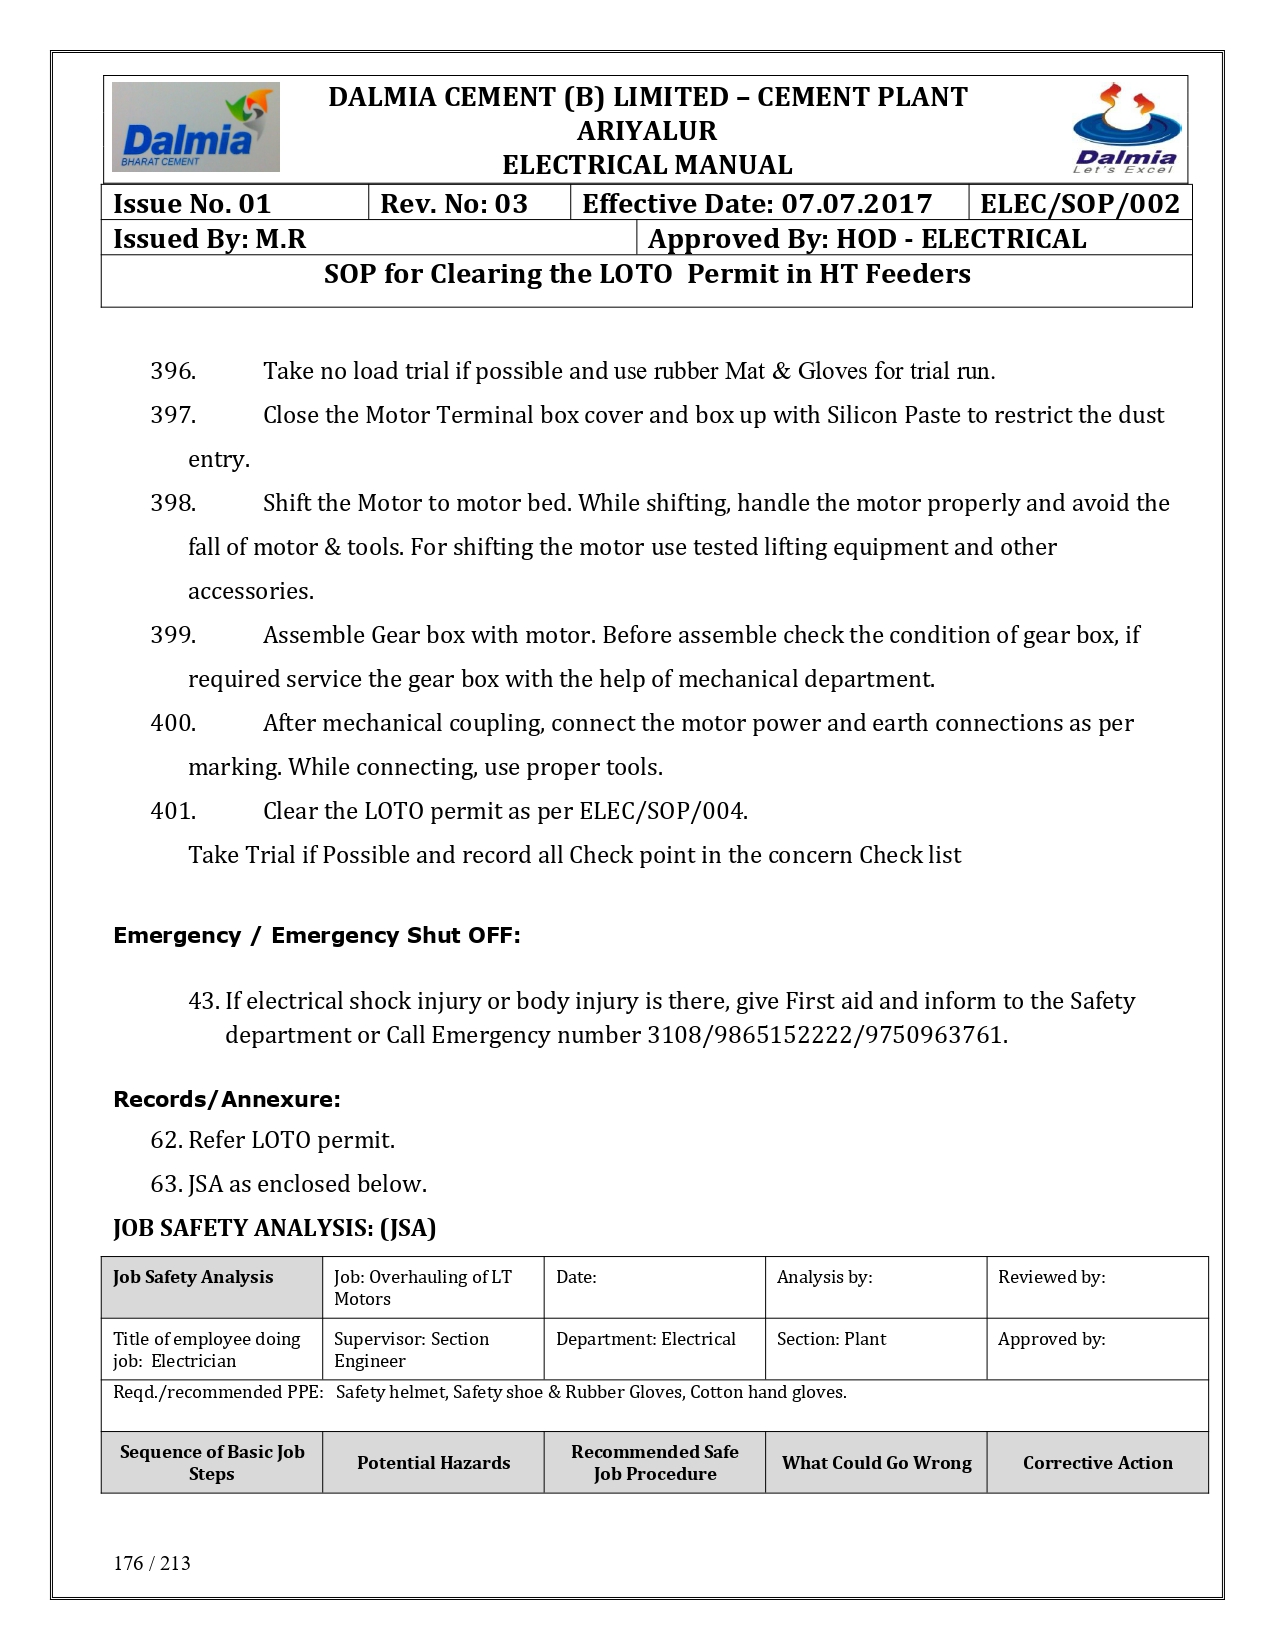 Dalmia
BHARAT CEMENT
DALMIA CEMENT (B) LIMITED – CEMENT PLANT
ARIYALUR
ELECTRICAL MANUAL
Dalmia
Let's Excel
Issue No. 01 Rev. No: 03 Effective Date: 07.07.2017 ELEC/SOP/002
Issued By: M.R Approved By: HOD - ELECTRICAL
SOP for Clearing the LOTO Permit in HT Feeders
396. Take no load trial if possible and use rubber Mat & Gloves for trial run.
397. Close the Motor Terminal box cover and box up with Silicon Paste to restrict the dust
entry.
398. Shift the Motor to motor bed. While shifting, handle the motor properly and avoid the
fall of motor & tools. For shifting the motor use tested lifting equipment and other
accessories.
399. Assemble Gear box with motor. Before assemble check the condition of gear box, if
required service the gear box with the help of mechanical department.
400. After mechanical coupling, connect the motor power and earth connections as per
marking. While connecting, use proper tools.
401. Clear the LOTO permit as per ELEC/SOP/004.
Take Trial if Possible and record all Check point in the concern Check list
Emergency / Emergency Shut OFF:
43. If electrical shock injury or body injury is there, give First aid and inform to the Safety
department or Call Emergency number 3108/9865152222/9750963761.
Records/Annexure:
62. Refer LOTO permit.
63. JSA as enclosed below.
JOB SAFETY ANALYSIS: (JSA)
Job Safety Analysis Job: Overhauling of LT Date: Analysis by: Reviewed by:
Motors
Title of employee doing Supervisor: Section Department: Electrical Section: Plant Approved by:
job: Electrician Engineer
Reqd./recommended PPE: Safety helmet, Safety shoe & Rubber Gloves, Cotton hand gloves.
Sequence of Basic Job Potential Hazards Recommended Safe What Could Go Wrong Corrective Action
Steps Job Procedure
176 / 213